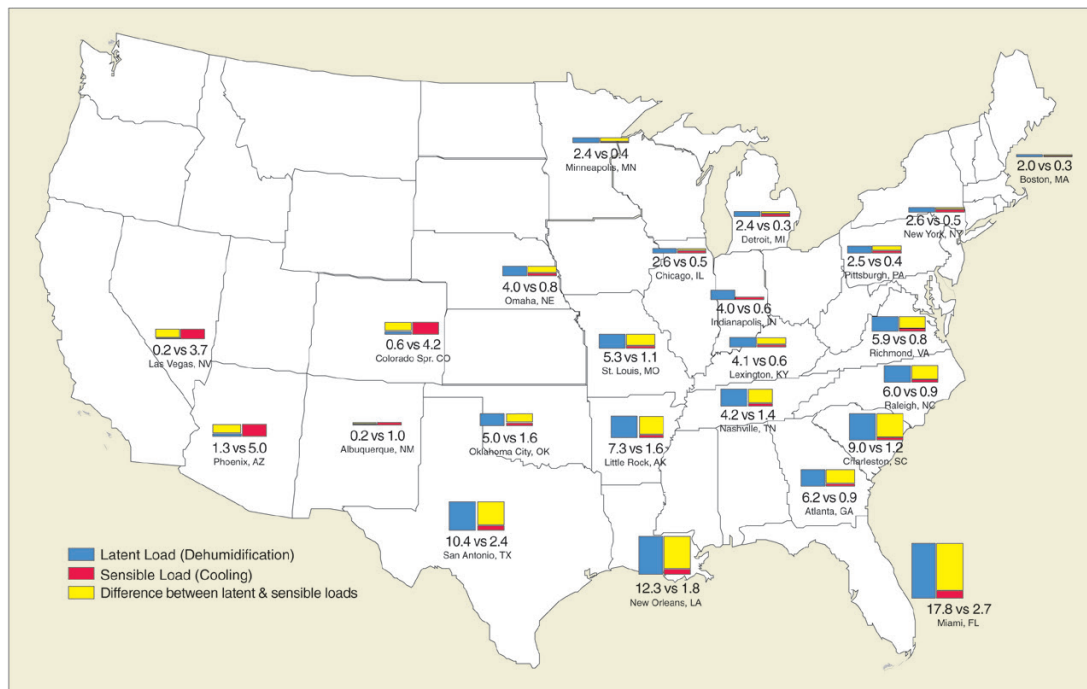 2.4 vs 0.4
Minneapolis, MN
2.0 vs 0.3
Boston, MA
2.4 vs 0.3
Detroit, MI
2.6 vs 0.5
New York, NY
2.6 vs 0.5
Chicago, IL
2.5 vs 0.4
Pittsburgh, PA
4.0 vs 0.8
Omaha, NE
4.0 vs 0.6
Indianapolis, IN
0.2 vs 3.7
Las Vegas, NV
0.6 vs 4.2
Colorado Spr. CO
5.3 vs 1.1
St. Louis, MO
4.1 vs 0.6
Lexington, KY
5.9 vs 0.8
Richmond, VA
6.0 vs 0.9
Raleigh, NC
1.3 vs 5.0
Phoenix, AZ
0.2 vs 1.0
Albuquerque, NM
5.0 vs 1.6
Oklahoma City, OK
7.3 vs 1.6
Little Rock, AK
4.2 vs 1.4
Nashville, TN
9.0 vs 1.2
Charleston, SC
6.2 vs 0.9
Atlanta, GA
10.4 vs 2.4
San Antonio, TX
12.3 vs 1.8
New Orleans, LA
17.8 vs 2.7
Miami, FL
Latent Load (Dehumidification)
Sensible Load (Cooling)
Difference between latent & sensible loads